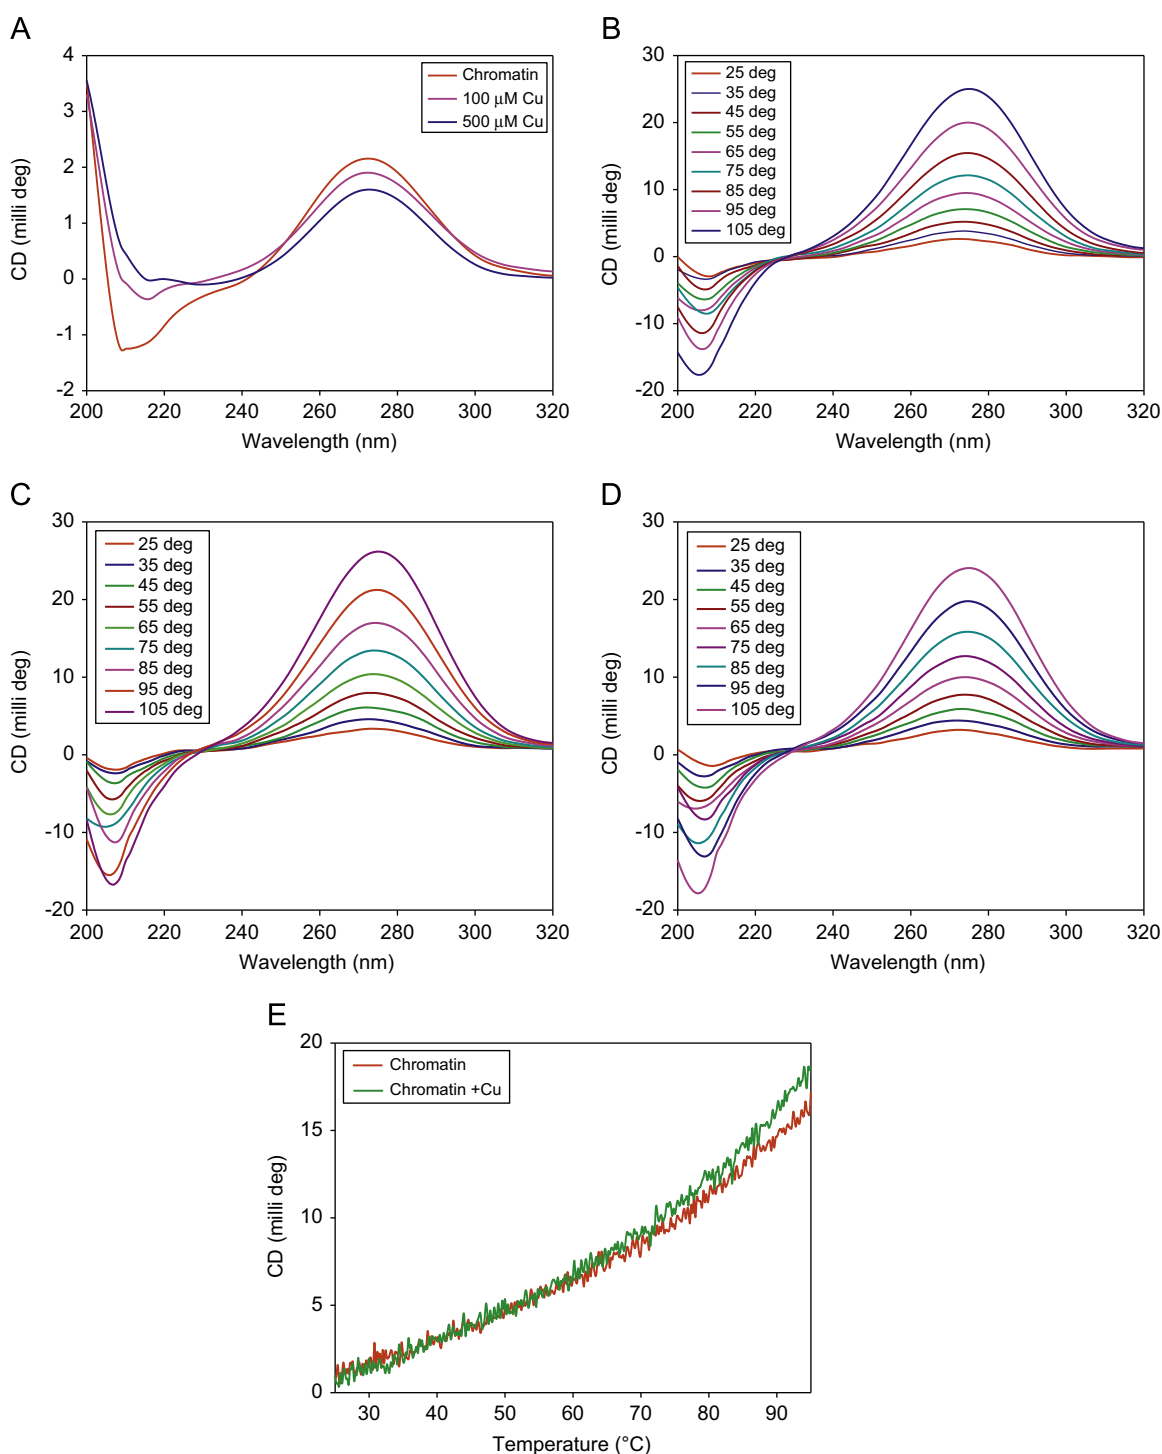 A
CD (milli deg)
4
3
2
1
0
-1
-2
Chromatin
100 μM Cu
500 μM Cu
200 220 240 260 280 300 320
Wavelength (nm)
B
CD (milli deg)
30
20
10
0
-10
-20
25 deg
35 deg
45 deg
55 deg
65 deg
75 deg
85 deg
95 deg
105 deg
200 220 240 260 280 300 320
Wavelength (nm)
C
CD (milli deg)
30
20
10
0
-10
-20
25 deg
35 deg
45 deg
55 deg
65 deg
75 deg
85 deg
95 deg
105 deg
200 220 240 260 280 300 320
Wavelength (nm)
D
CD (milli deg)
30
20
10
0
-10
-20
25 deg
35 deg
45 deg
55 deg
65 deg
75 deg
85 deg
95 deg
105 deg
200 220 240 260 280 300 320
Wavelength (nm)
E
CD (milli deg)
20
15
10
5
0
Chromatin
Chromatin +Cu
30 40 50 60 70 80 90
Temperature (°C)